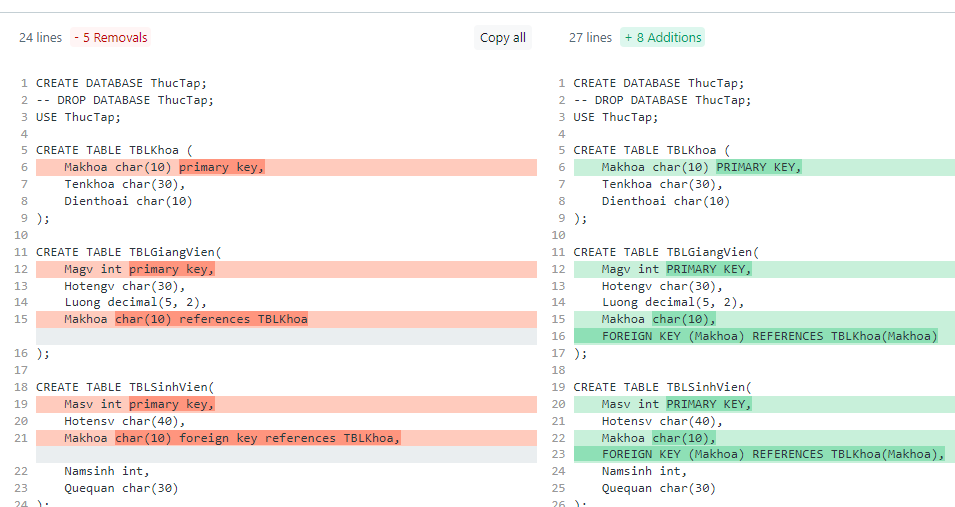 24 lines - 5 Removals
Copy all
1 CREATE DATABASE ThucTap;
2 -- DROP DATABASE ThucTap;
3 USE ThucTap;
4
5 CREATE TABLE TBLKhoa (
6 Makhoa char(10) primary key,
7 Tenkhoa char(30),
8 Dienthoai char(10)
9 );
10
11 CREATE TABLE TBLGiangVien(
12 Magv int primary key,
13 Hotengv char(30),
14 Luong decimal(5, 2),
15 Makhoa char(10) references TBLKhoa
16 );
17
18 CREATE TABLE TBLSinhVien(
19 Masv int primary key,
20 Hotensv char(40),
21 Makhoa char(10) foreign key references TBLKhoa,
22 Namsinh int,
23 Quequan char(30)
24 );
27 lines + 8 Additions
1 CREATE DATABASE ThucTap;
2 -- DROP DATABASE ThucTap;
3 USE ThucTap;
4
5 CREATE TABLE TBLKhoa (
6 Makhoa char(10) PRIMARY KEY,
7 Tenkhoa char(30),
8 Dienthoai char(10)
9 );
10
11 CREATE TABLE TBLGiangVien(
12 Magv int PRIMARY KEY,
13 Hotengv char(30),
14 Luong decimal(5, 2),
15 Makhoa char(10),
16 FOREIGN KEY (Makhoa) REFERENCES TBLKhoa(Makhoa)
17 );
18
19 CREATE TABLE TBLSinhVien(
20 Masv int PRIMARY KEY,
21 Hotensv char(40),
22 Makhoa char(10),
23 FOREIGN KEY (Makhoa) REFERENCES TBLKhoa(Makhoa),
24 Namsinh int,
25 Quequan char(30)
26 );